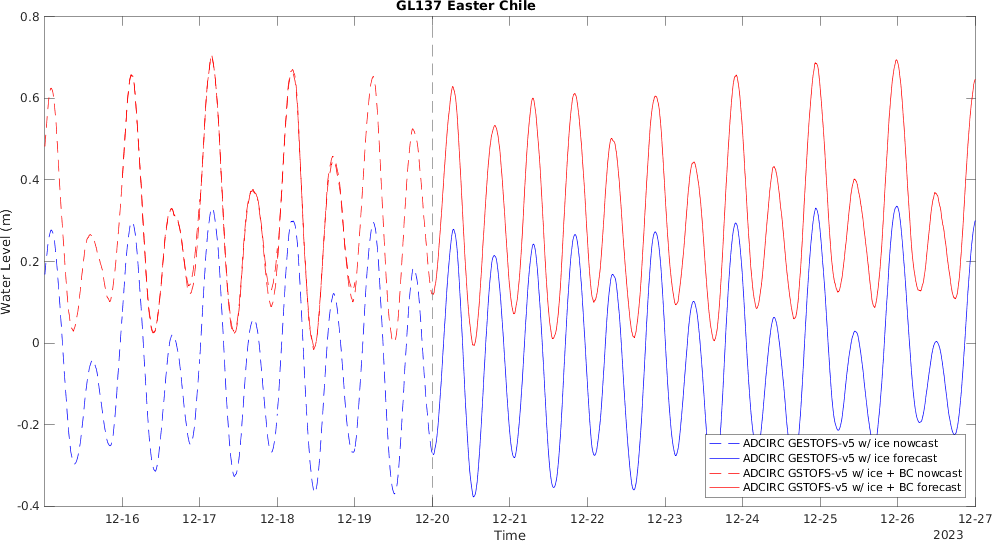 GL137 Easter Chile
0.8
0.6
0.4
0.2
0
-0.2
-0.4
Water Level (m)
ADCIRC GESTOFS-v5 w/ ice nowcast
ADCIRC GESTOFS-v5 w/ ice forecast
ADCIRC GSTOFS-v5 w/ ice + BC nowcast
ADCIRC GSTOFS-v5 w/ ice + BC forecast
12-16 12-17 12-18 12-19 12-20 12-21 12-22 12-23 12-24 12-25 12-26 12-27
Time
2023